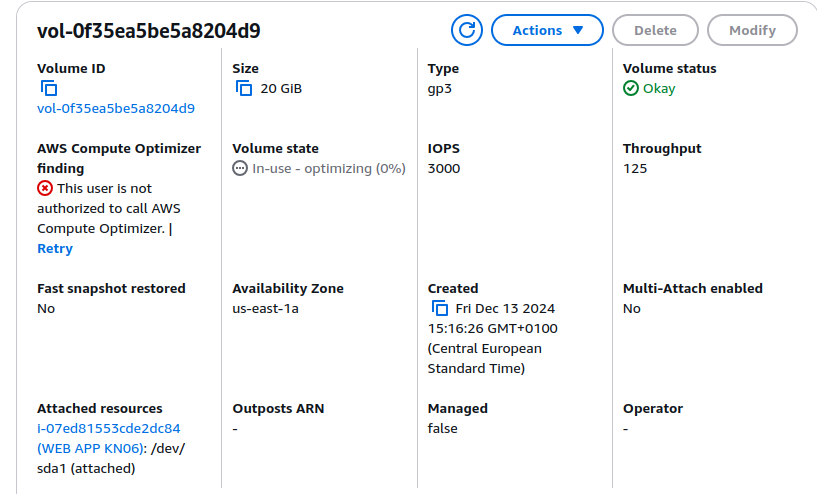 vol-0f35ea5be5a8204d9
Actions
Delete
Modify
Volume ID
vol-0f35ea5be5a8204d9
Size
20 GiB
Type
gp3
Volume status
Okay
AWS Compute Optimizer
finding
This user is not
authorized to call AWS
Compute Optimizer. |
Retry
Volume state
In-use - optimizing (0%)
IOPS
3000
Throughput
125
Fast snapshot restored
No
Availability Zone
us-east-1a
Created
Fri Dec 13 2024
15:16:26 GMT+0100
(Central European
Standard Time)
Multi-Attach enabled
No
Attached resources
i-07ed81553cde2dc84
(WEB APP KN06): /dev/
sda1 (attached)
Outposts ARN
-
Managed
false
Operator
-